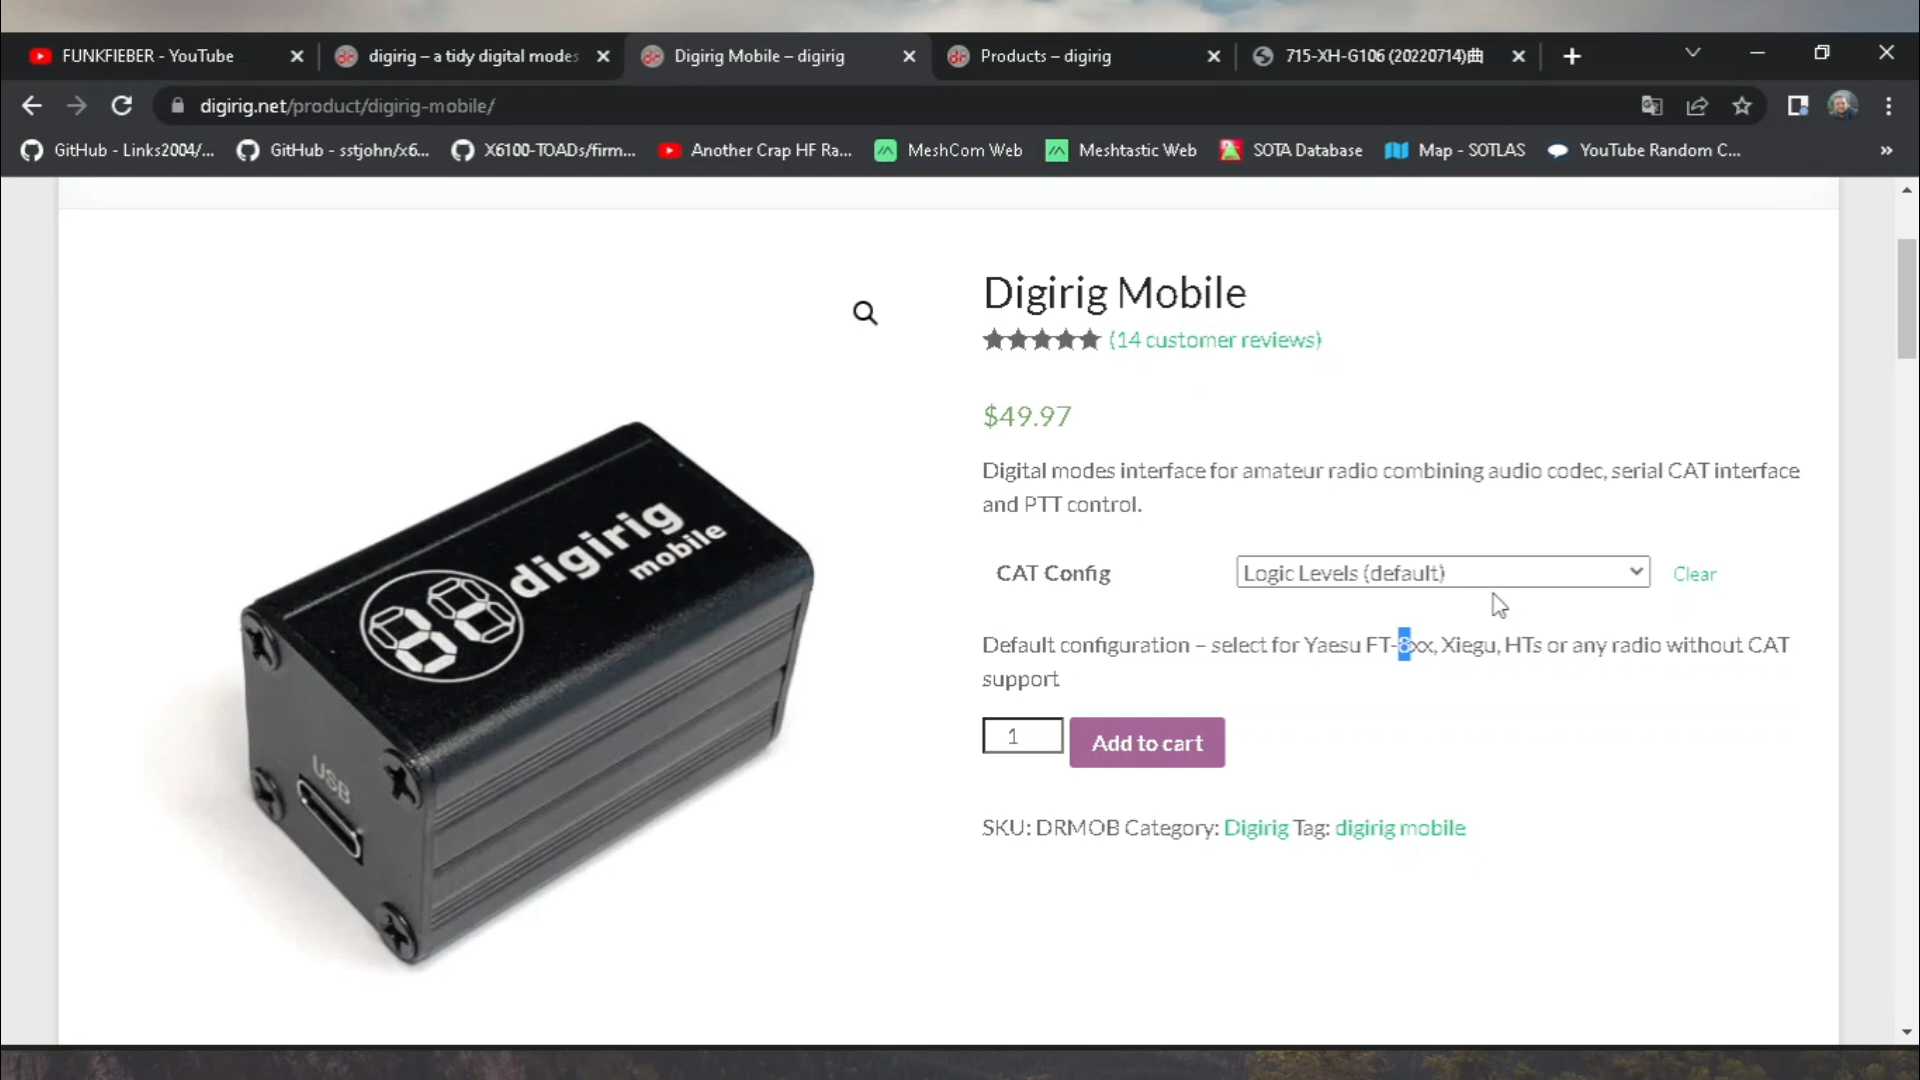 FUNKFIEBER - YouTube
digirig – a tidy digital modes
Digirig Mobile – digirig
Products – digirig
715-XH-G106 (20220714)曲
digirig.net/product/digirig-mobile/
GitHub - Links2004/...
GitHub - sstjohn/x6...
X6100-TOADs/firm...
Another Crap HF Ra...
MeshCom Web
Meshtastic Web
SOTA Database
Map - SOTLAS
YouTube Random C...
»
Digirig Mobile
(14 customer reviews)
$49.97
Digital modes interface for amateur radio combining audio codec, serial CAT interface
and PTT control.
CAT Config
Logic Levels (default)
Clear
Default configuration – select for Yaesu FT-8xx, Xiegu, HTs or any radio without CAT
support
1
Add to cart
SKU: DRMOB Category: Digirig Tag: digirig mobile
digirig
mobile
USB